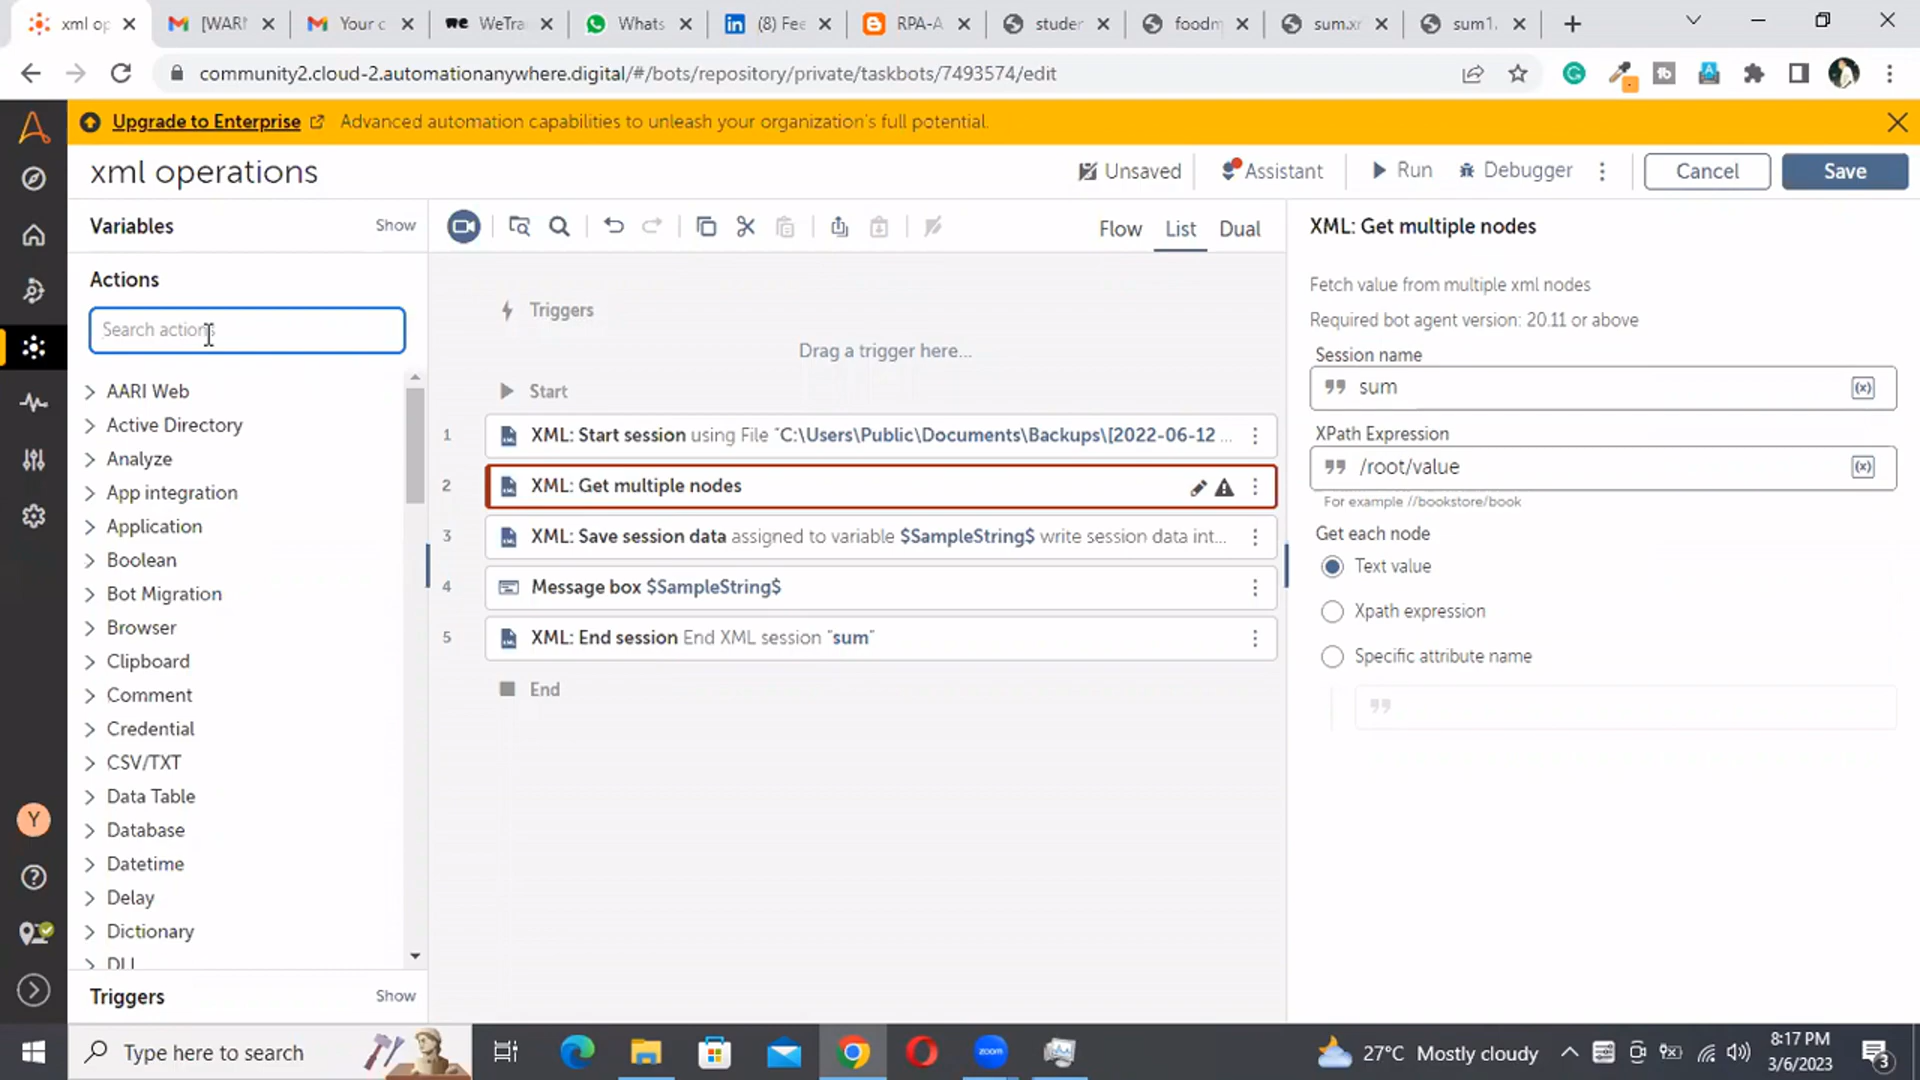 xml op
[WARN
Your c
WeTra
Whats
(8) Fee
RPA-A
studer
foodm
sum.xr
sum1.
community2.cloud-2.automationanywhere.digital/#/bots/repository/private/taskbots/7493574/edit
Upgrade to Enterprise Advanced automation capabilities to unleash your organization's full potential.
xml operations
Unsaved
Assistant
Run
Debugger
Cancel
Save
Variables
Show
Flow
List
Dual
XML: Get multiple nodes
Actions
Search actions
AARI Web
Active Directory
Analyze
App integration
Application
Boolean
Bot Migration
Browser
Clipboard
Comment
Credential
CSV/TXT
Data Table
Database
Datetime
Delay
Dictionary
DLL
Triggers
Show
Triggers
Drag a trigger here...
Start
1 XML: Start session using File "C:\Users\Public\Documents\Backups\[2022-06-12 ...
2 XML: Get multiple nodes
3 XML: Save session data assigned to variable $SampleString$ write session data int...
4 Message box $SampleString$
5 XML: End session End XML session "sum"
End
Fetch value from multiple xml nodes
Required bot agent version: 20.11 or above
Session name
sum
(x)
XPath Expression
/root/value
(x)
For example //bookstore/book
Get each node
Text value
Xpath expression
Specific attribute name
Y
Type here to search
zoom
27°C Mostly cloudy
8:17 PM
3/6/2023
3